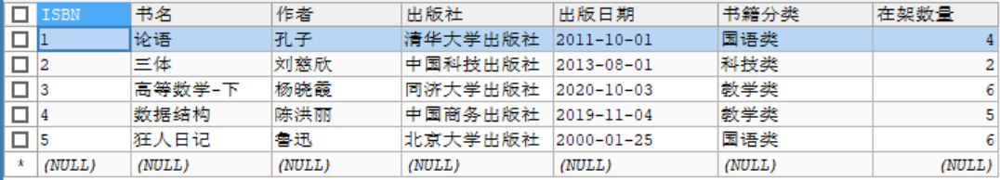 ISBN 书名 作者 出版社 出版日期 书籍分类 在架数量
1 论语 孔子 清华大学出版社 2011-10-01 国语类 4
2 三体 刘慈欣 中国科技出版社 2013-08-01 科技类 2
3 高等数学-下 杨晓霞 同济大学出版社 2020-10-03 教学类 6
4 数据结构 陈洪丽 中国商务出版社 2019-11-04 教学类 5
5 狂人日记 鲁迅 北京大学出版社 2000-01-25 国语类 6
* (NULL) (NULL) (NULL) (NULL) (NULL) (NULL) (NULL)